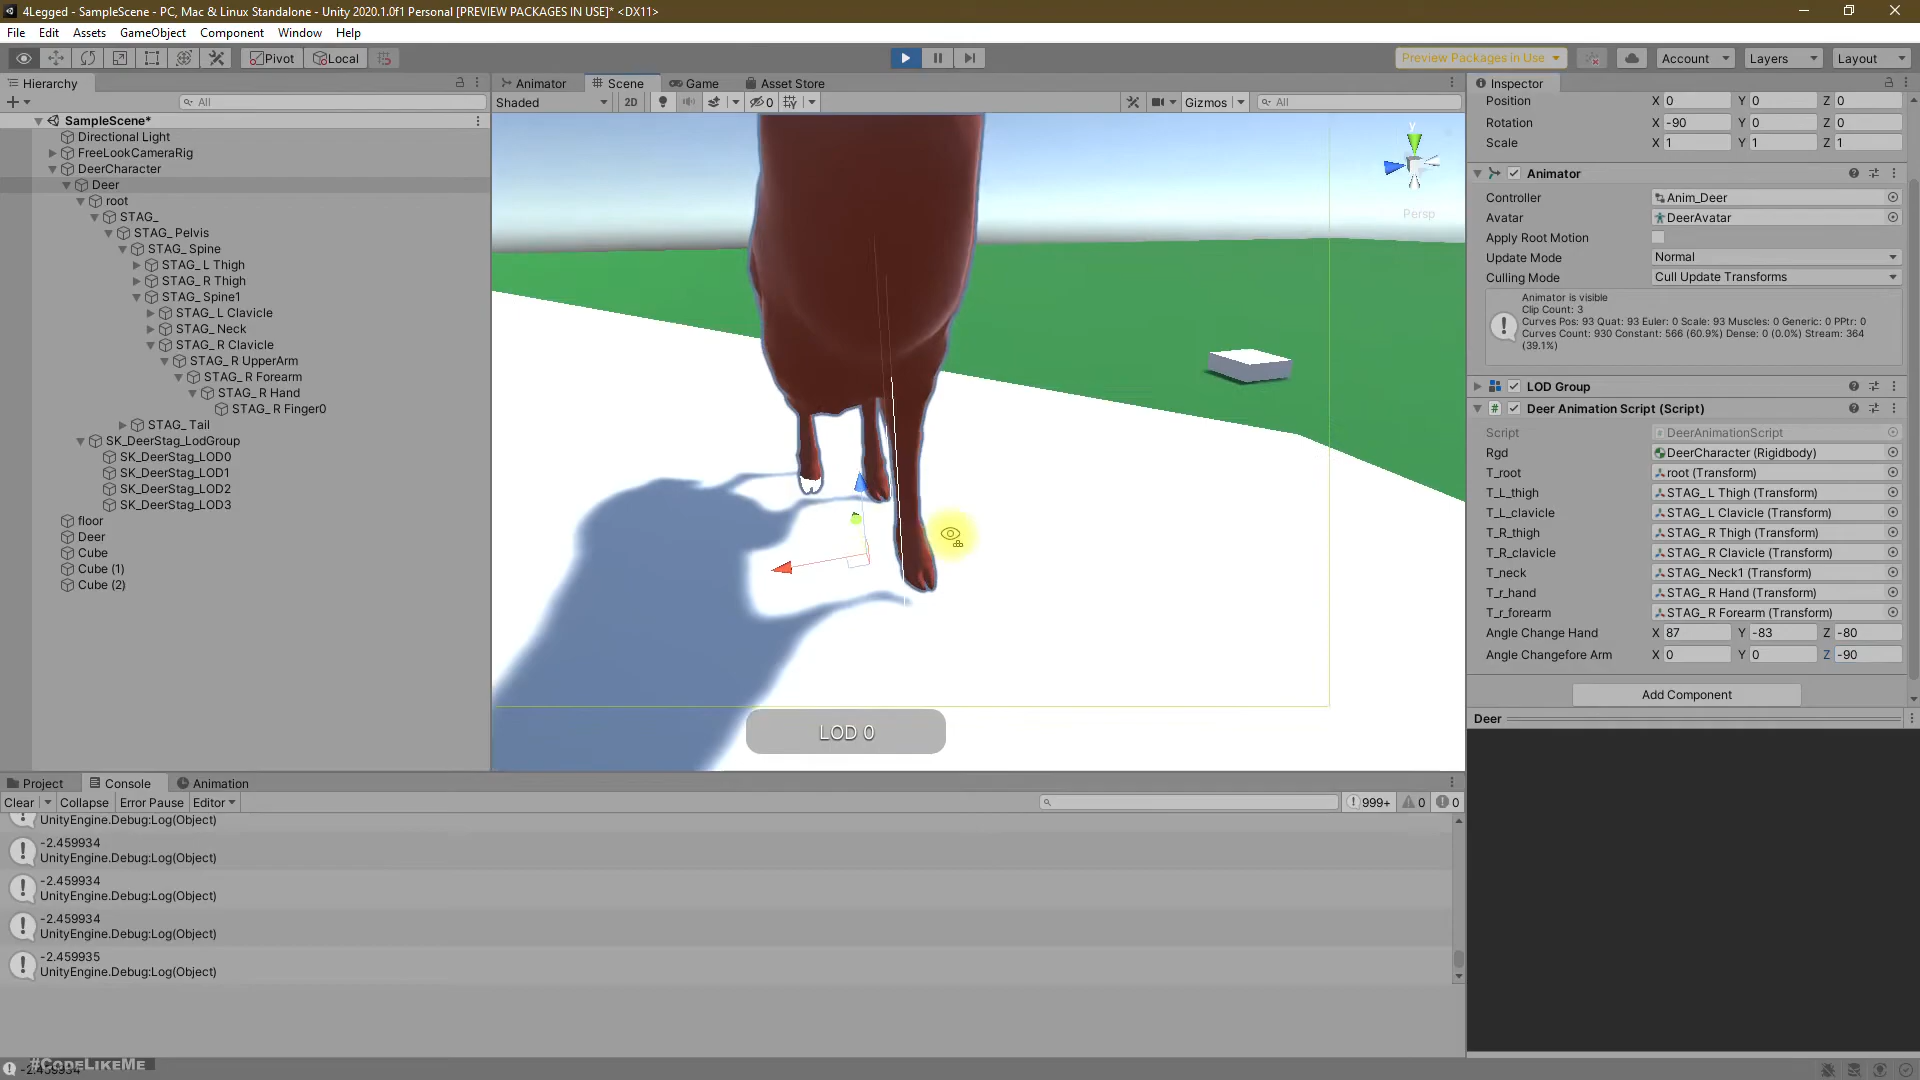 4Legged - SampleScene - PC, Mac & Linux Standalone - Unity 2020.1.0f1 Personal [PREVIEW PACKAGES IN USE]* <DX11>
File Edit Assets GameObject Component Window Help
Pivot Local Preview Packages in Use Account Layers Layout
Hierarchy
All
SampleScene*
Directional Light
FreeLookCameraRig
DeerCharacter
Deer
root
STAG_
STAG_ Pelvis
STAG_ Spine
STAG_ L Thigh
STAG_ R Thigh
STAG_ Spine1
STAG_ L Clavicle
STAG_ Neck
STAG_ R Clavicle
STAG_ R UpperArm
STAG_ R Forearm
STAG_ R Hand
STAG_ R Finger0
STAG_ Tail
SK_DeerStag_LodGroup
SK_DeerStag_LOD0
SK_DeerStag_LOD1
SK_DeerStag_LOD2
SK_DeerStag_LOD3
floor
Deer
Cube
Cube (1)
Cube (2)
Animator Scene Game Asset Store
Shaded 2D 0 Gizmos All
y
Persp
LOD 0
Inspector
Position X 0 Y 0 Z 0
Rotation X -90 Y 0 Z 0
Scale X 1 Y 1 Z 1
Animator
Controller Anim_Deer
Avatar DeerAvatar
Apply Root Motion
Update Mode Normal
Culling Mode Cull Update Transforms
Animator is visible
Clip Count: 3
Curves Pos: 93 Quat: 93 Euler: 0 Scale: 93 Muscles: 0 Generic: 0 PPtr: 0
Curves Count: 930 Constant: 566 (60.9%) Dense: 0 (0.0%) Stream: 364
(39.1%)
LOD Group
# Deer Animation Script (Script)
Script DeerAnimationScript
Rgd DeerCharacter (Rigidbody)
T_root root (Transform)
T_L_thigh STAG_ L Thigh (Transform)
T_L_clavicle STAG_ L Clavicle (Transform)
T_R_thigh STAG_ R Thigh (Transform)
T_R_clavicle STAG_ R Clavicle (Transform)
T_neck STAG_ Neck1 (Transform)
T_r_hand STAG_ R Hand (Transform)
T_r_forearm STAG_ R Forearm (Transform)
Angle Change Hand X 87 Y -83 Z -80
Angle Changefore Arm X 0 Y 0 Z -90
Add Component
Deer
Project Console Animation
Clear Collapse Error Pause Editor 999+ 0 0
UnityEngine.Debug:Log(Object)
-2.459934
UnityEngine.Debug:Log(Object)
-2.459934
UnityEngine.Debug:Log(Object)
-2.459934
UnityEngine.Debug:Log(Object)
-2.459935
UnityEngine.Debug:Log(Object)
#CodeLikeMe
-2.459934